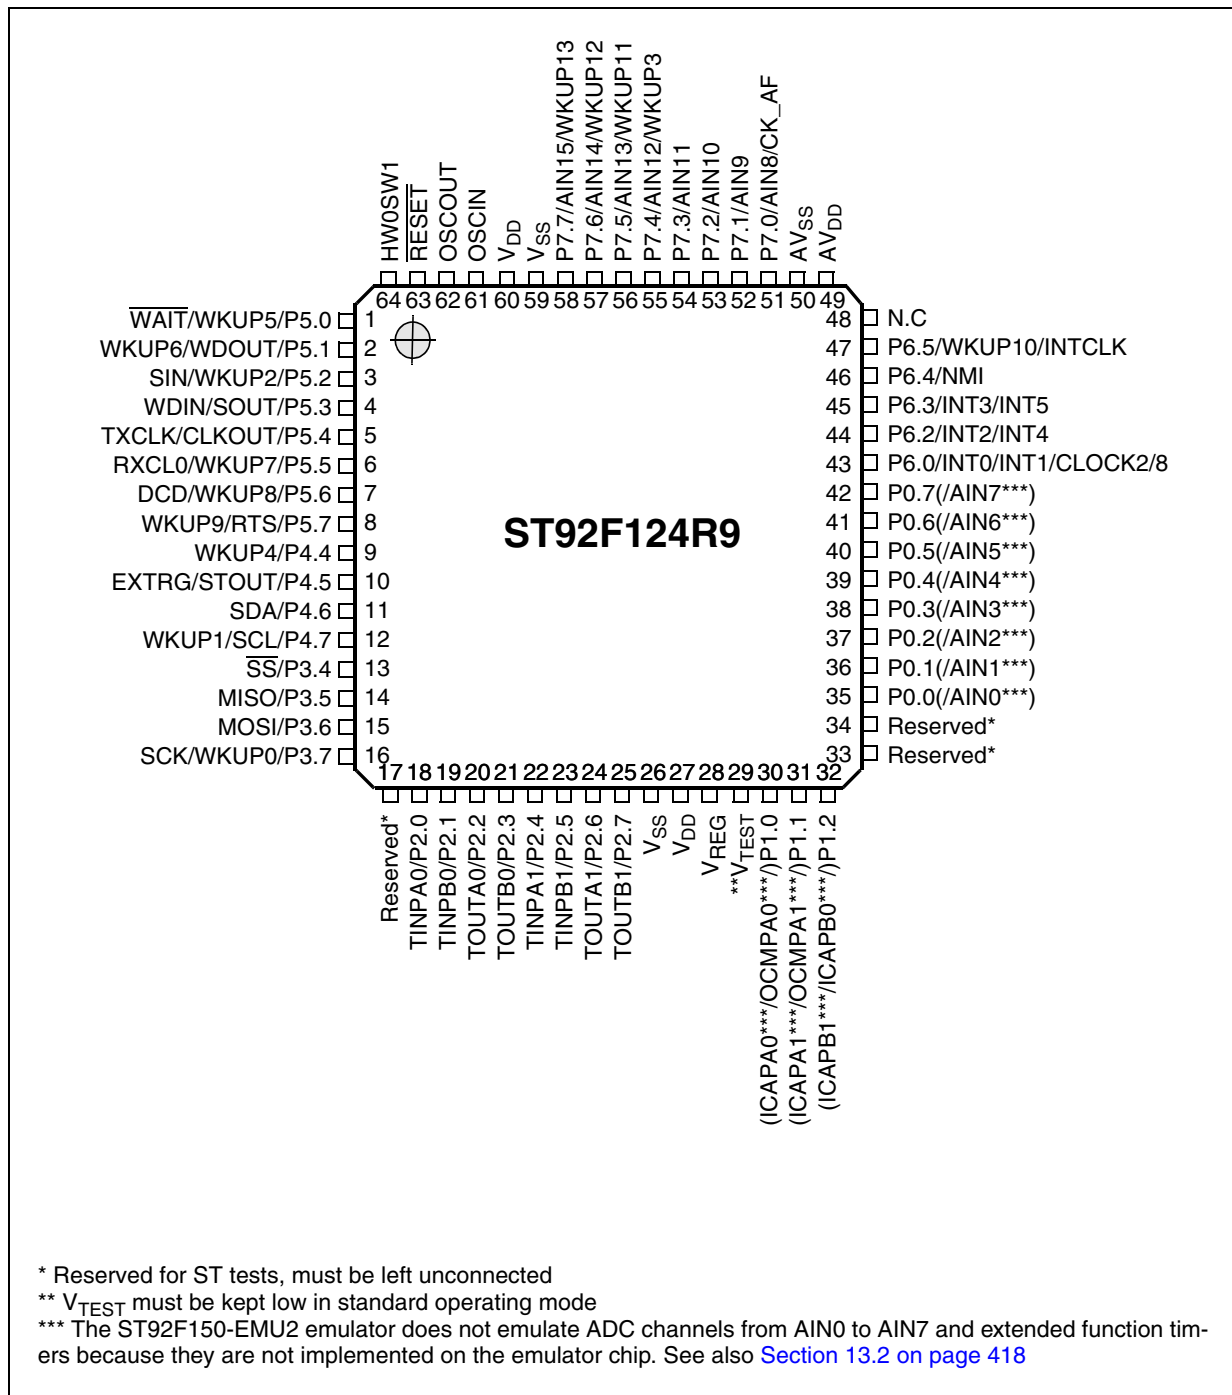 HW0SW1
RESET
OSCOUT
OSCIN
VDD
VSS
P7.7/AIN15/WKUP13
P7.6/AIN14/WKUP12
P7.5/AIN13/WKUP11
P7.4/AIN12/WKUP3
P7.3/AIN11
P7.2/AIN10
P7.1/AIN9
P7.0/AIN8/CK_AF
AVSS
AVDD
64 63 62 61 60 59 58 57 56 55 54 53 52 51 50 49
WAIT/WKUP5/P5.0 1
WKUP6/WDOUT/P5.1 2
SIN/WKUP2/P5.2 3
WDIN/SOUT/P5.3 4
TXCLK/CLKOUT/P5.4 5
RXCL0/WKUP7/P5.5 6
DCD/WKUP8/P5.6 7
WKUP9/RTS/P5.7 8
WKUP4/P4.4 9
EXTRG/STOUT/P4.5 10
SDA/P4.6 11
WKUP1/SCL/P4.7 12
SS/P3.4 13
MISO/P3.5 14
MOSI/P3.6 15
SCK/WKUP0/P3.7 16
ST92F124R9
48 N.C
47 P6.5/WKUP10/INTCLK
46 P6.4/NMI
45 P6.3/INT3/INT5
44 P6.2/INT2/INT4
43 P6.0/INT0/INT1/CLOCK2/8
42 P0.7(/AIN7***)
41 P0.6(/AIN6***)
40 P0.5(/AIN5***)
39 P0.4(/AIN4***)
38 P0.3(/AIN3***)
37 P0.2(/AIN2***)
36 P0.1(/AIN1***)
35 P0.0(/AIN0***)
34 Reserved*
33 Reserved*
17 18 19 20 21 22 23 24 25 26 27 28 29 30 31 32
Reserved*
TINPA0/P2.0
TINPB0/P2.1
TOUTA0/P2.2
TOUTB0/P2.3
TINPA1/P2.4
TINPB1/P2.5
TOUTA1/P2.6
TOUTB1/P2.7
VSS
VDD
VREG
**VTEST
(ICAPA0***/OCMPA0***/)P1.0
(ICAPA1***/OCMPA1***/)P1.1
(ICAPB1***/ICAPB0***/)P1.2
* Reserved for ST tests, must be left unconnected
** VTEST must be kept low in standard operating mode
*** The ST92F150-EMU2 emulator does not emulate ADC channels from AIN0 to AIN7 and extended function tim-
ers because they are not implemented on the emulator chip. See also Section 13.2 on page 418